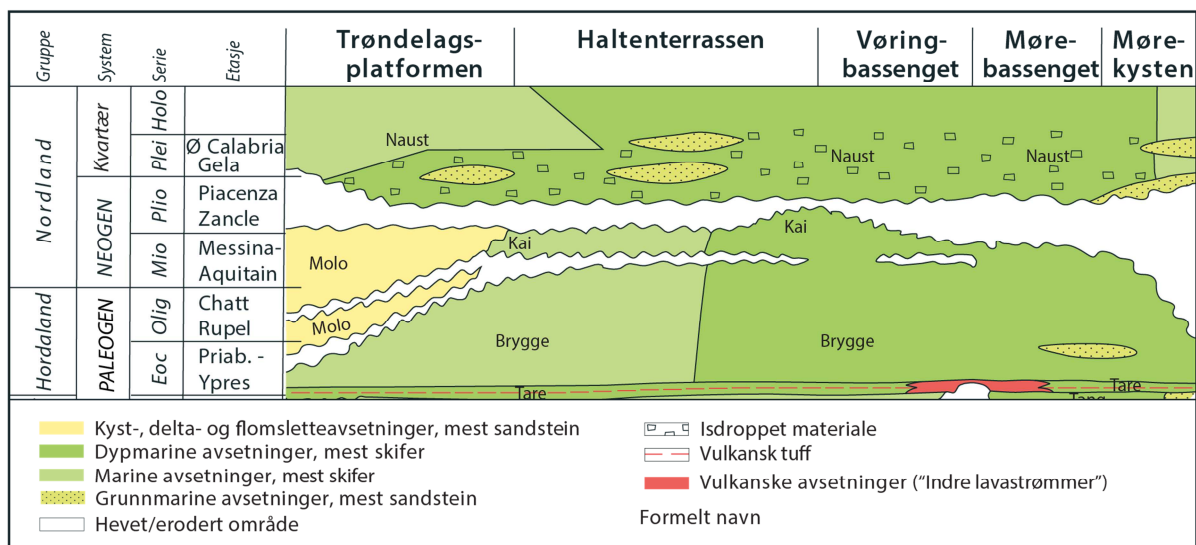 Gruppe
System
Serie
Etasje
Trøndelags-
platformen
Haltenterrassen
Vøring-
bassenget
Møre-
bassenget
Møre-
kysten
Nordland
Hordaland
Kvartær
NEOGEN
PALEOGEN
Holo
Plei
Plio
Mio
Olig
Eoc
Ø Calabria
Gela
Piacenza
Zancle
Messina-
Aquitain
Chatt
Rupel
Priab. -
Ypres
Naust
Naust
Naust
Kai
Kai
Molo
Molo
Brygge
Brygge
Tare
Tare
Tang
Kyst-, delta- og flomsletteavsetninger, mest sandstein
Dypmarine avsetninger, mest skifer
Marine avsetninger, mest skifer
Grunnmarine avsetninger, mest sandstein
Hevet/erodert område
Isdroppet materiale
Vulkansk tuff
Vulkanske avsetninger (“Indre lavastrømmer”)
Formelt navn